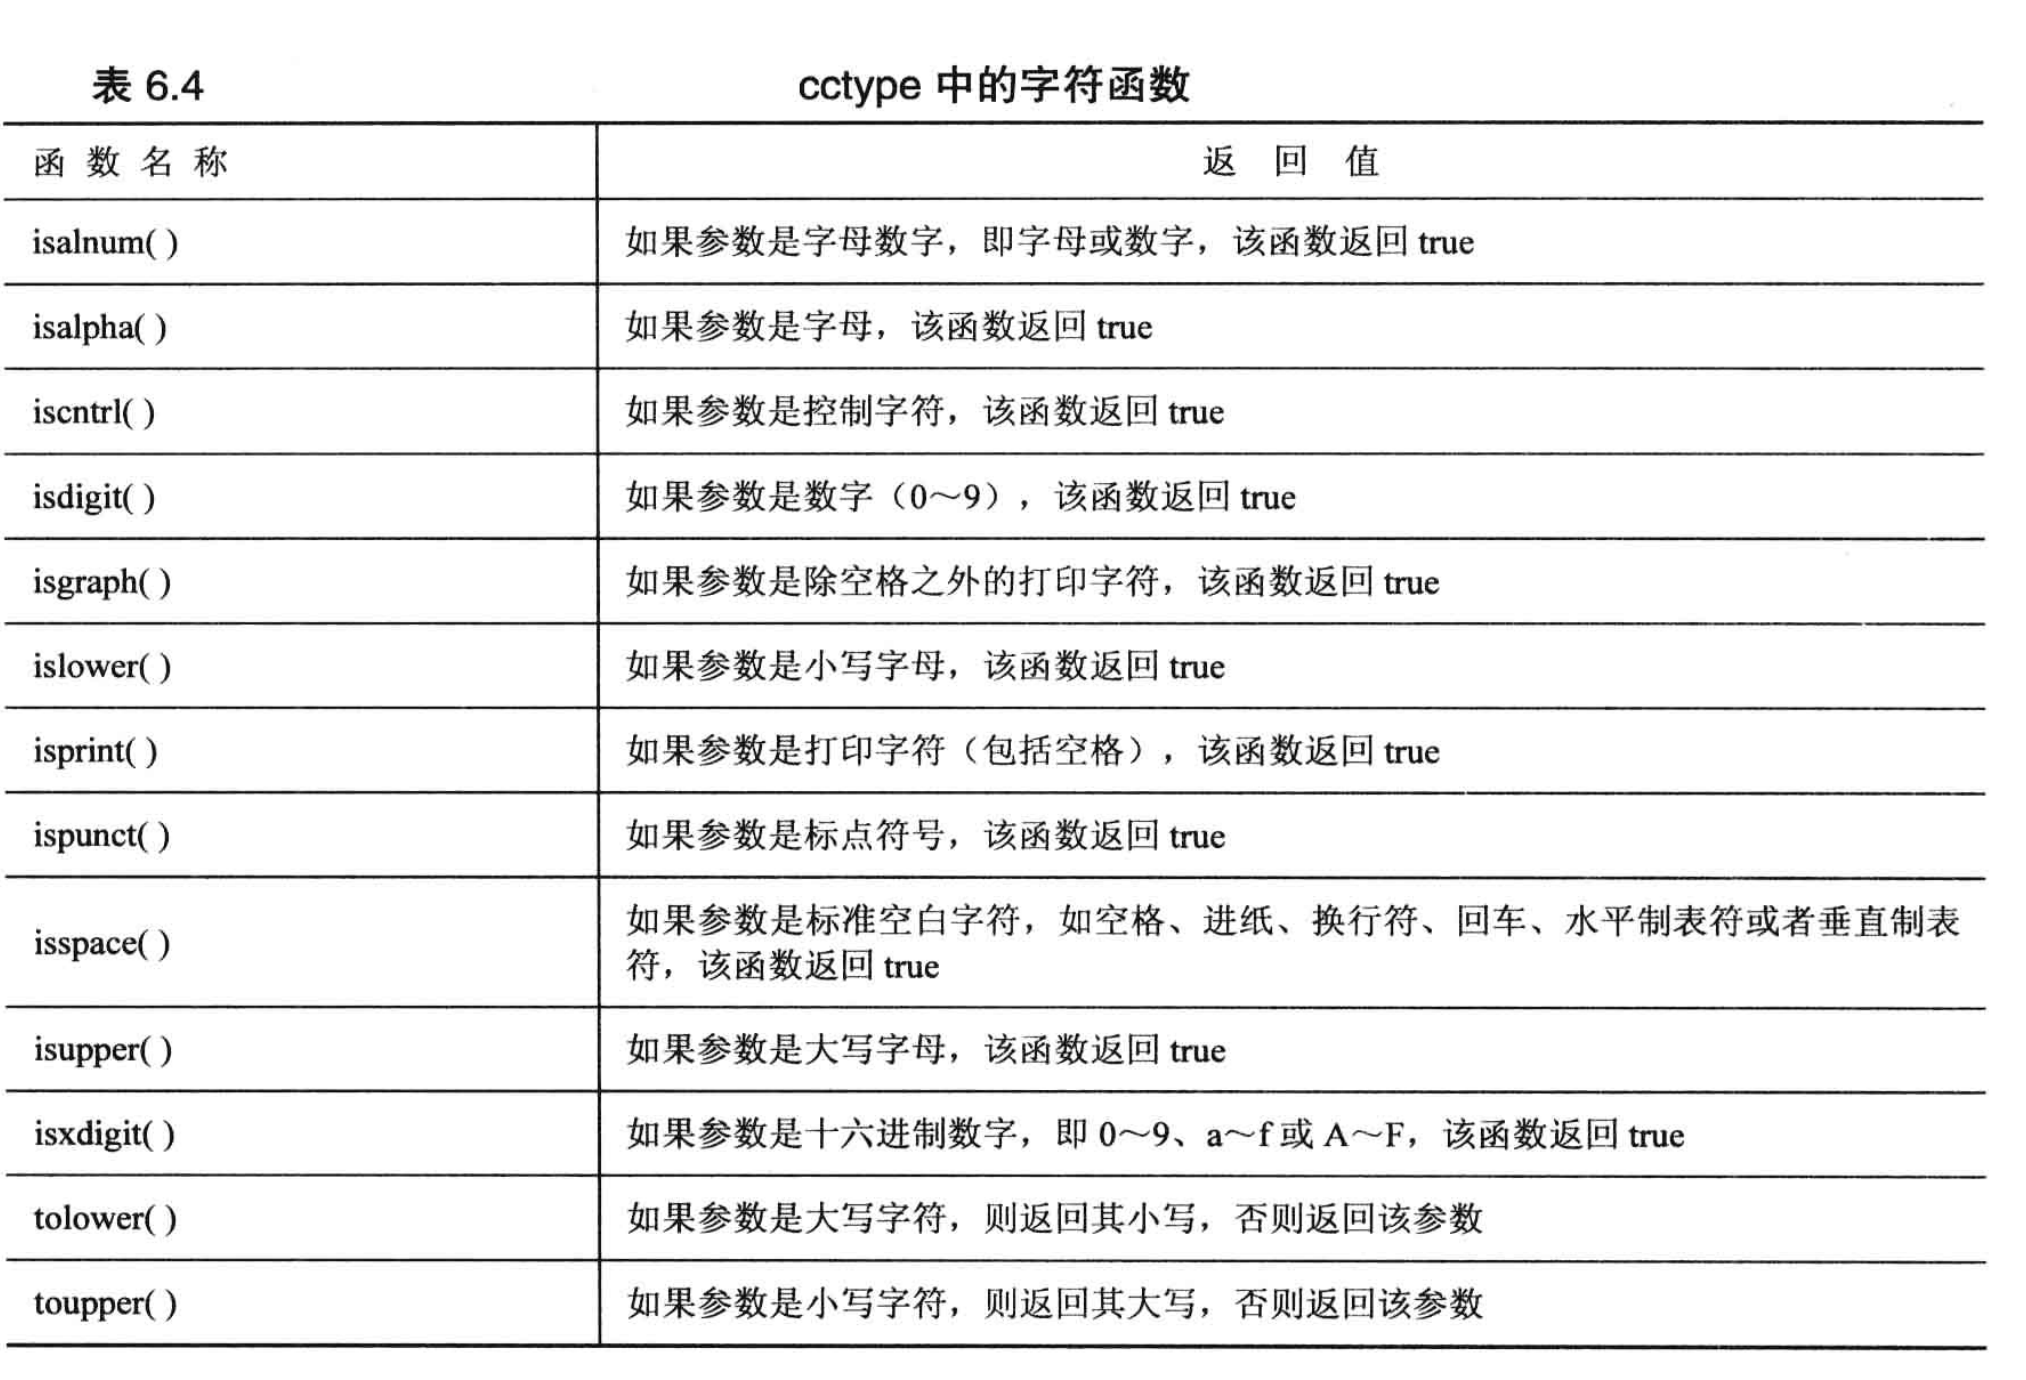 表 6.4 cctype 中的字符函数
函数名称 返回值
isalnum( ) 如果参数是字母数字，即字母或数字，该函数返回 true
isalpha( ) 如果参数是字母，该函数返回 true
iscntrl( ) 如果参数是控制字符，该函数返回 true
isdigit( ) 如果参数是数字（0～9），该函数返回 true
isgraph( ) 如果参数是除空格之外的打印字符，该函数返回 true
islower( ) 如果参数是小写字母，该函数返回 true
isprint( ) 如果参数是打印字符（包括空格），该函数返回 true
ispunct( ) 如果参数是标点符号，该函数返回 true
isspace( ) 如果参数是标准空白字符，如空格、进纸、换行符、回车、水平制表符或者垂直制表
符，该函数返回 true
isupper( ) 如果参数是大写字母，该函数返回 true
isxdigit( ) 如果参数是十六进制数字，即 0～9、a～f 或 A～F，该函数返回 true
tolower( ) 如果参数是大写字符，则返回其小写，否则返回该参数
toupper( ) 如果参数是小写字符，则返回其大写，否则返回该参数